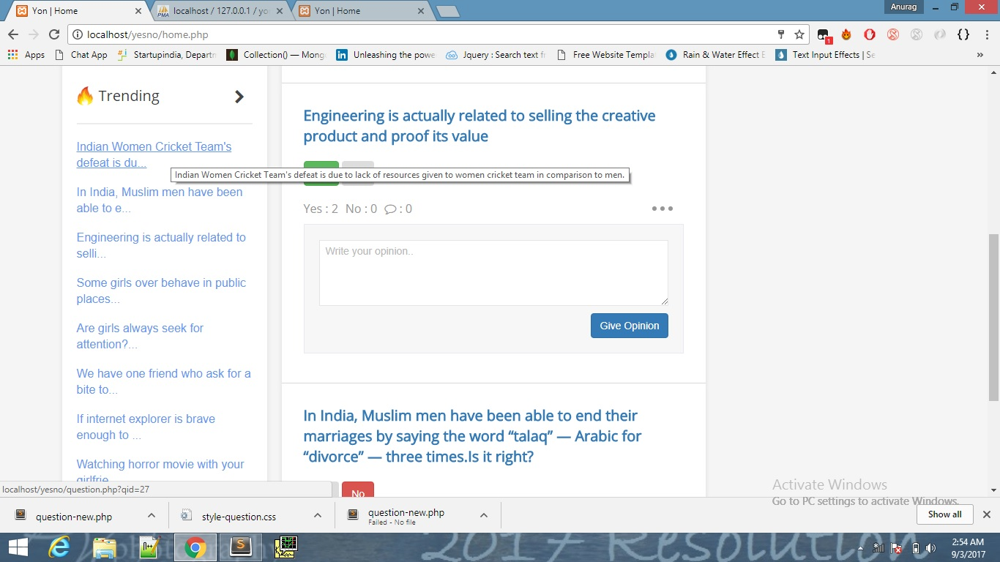 Yon | Home
localhost / 127.0.0.1 / yo
Yon | Home
Anurag
localhost/yesno/home.php
1
Apps
Chat App
Startupindia, Departm
Collection() — Mong
Unleashing the powe
Jquery : Search text f
Free Website Templa
Rain & Water Effect E
Text Input Effects | Se
»
Trending
Indian Women Cricket Team's
defeat is du...
In India, Muslim men have been
able to e...
Engineering is actually related to
selli...
Some girls over behave in public
places...
Are girls always seek for
attention?...
We have one friend who ask for a
bite to...
If internet explorer is brave
enough to ...
Watching horror movie with your
girlfrie
Engineering is actually related to selling the creative
product and proof its value
Indian Women Cricket Team's defeat is due to lack of resources given to women cricket team in comparison to men.
Yes : 2 No : 0 : 0
Write your opinion..
Give Opinion
In India, Muslim men have been able to end their
marriages by saying the word “talaq” — Arabic for
“divorce” — three times.Is it right?
No
localhost/yesno/question.php?qid=27
Activate Windows
Go to PC settings to activate Windows.
question-new.php
style-question.css
question-new.php
Failed - No file
Show all
2017 Resolution
2:54 AM
9/3/2017